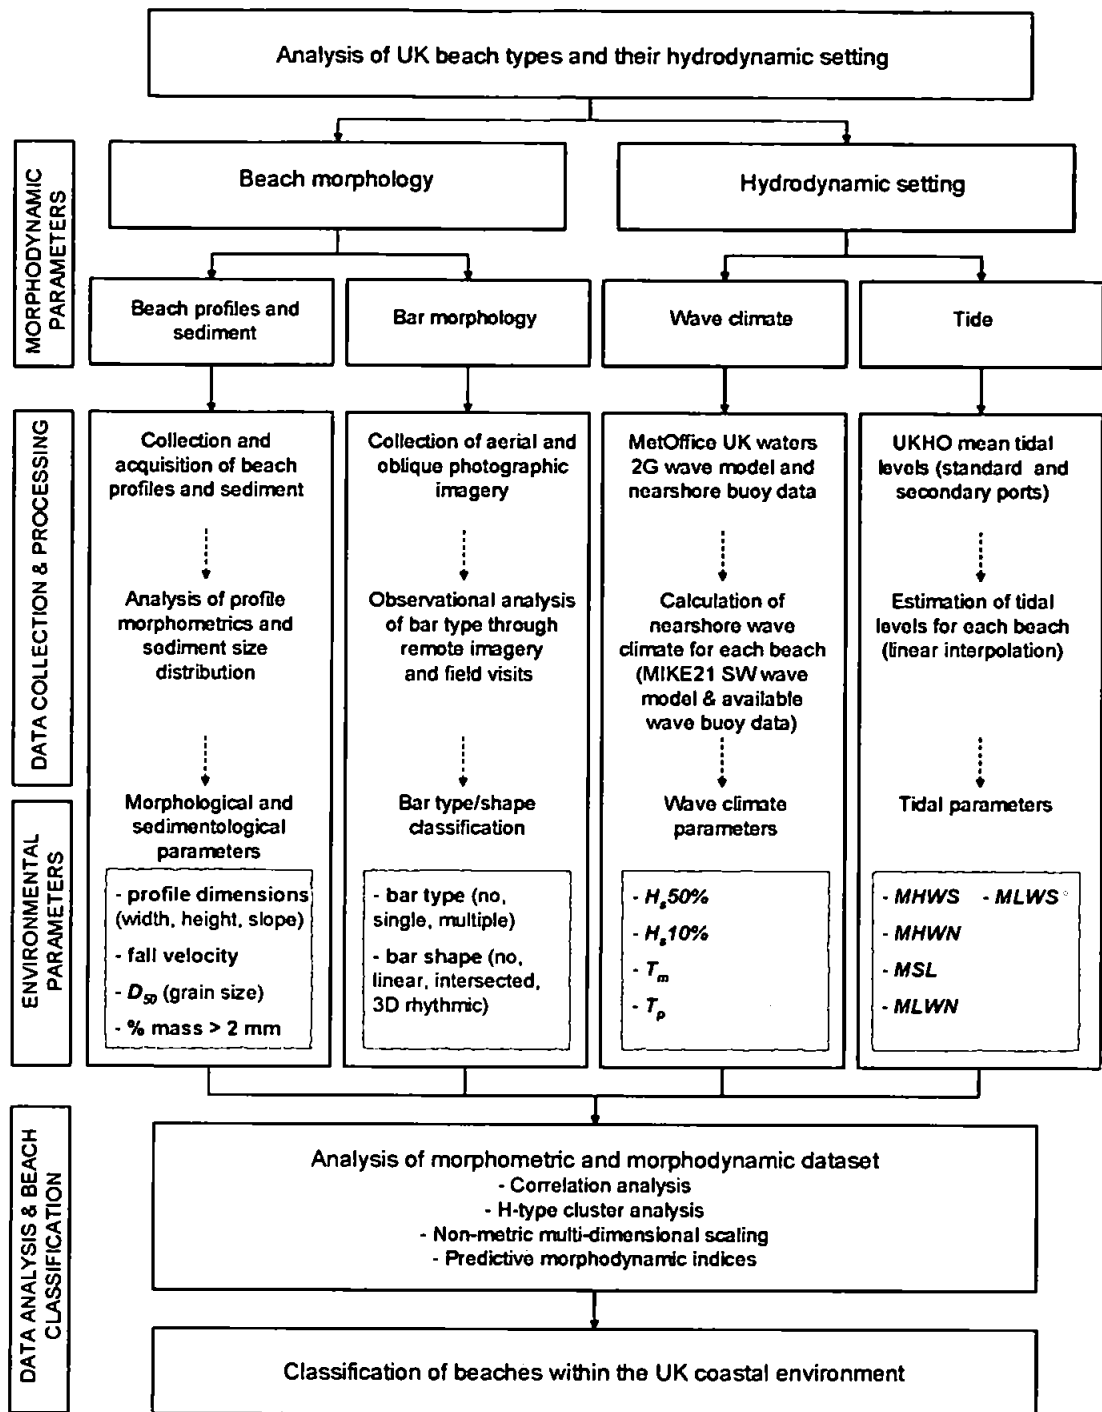 Analysis of UK beach types and their hydrodynamic setting
MORPHODYNAMIC
PARAMETERS
Beach morphology
Hydrodynamic setting
Beach profiles and
sediment
Bar morphology
Wave climate
Tide
DATA COLLECTION & PROCESSING
Collection and
acquisition of beach
profiles and sediment
Analysis of profile
morphometrics and
sediment size
distribution
Collection of aerial and
oblique photographic
imagery
Observational analysis
of bar type through
remote imagery
and field visits
MetOffice UK waters
2G wave model and
nearshore buoy data
Calculation of
nearshore wave
climate for each beach
(MIKE21 SW wave
model & available
wave buoy data)
UKHO mean tidal
levels (standard and
secondary ports)
Estimation of tidal
levels for each beach
(linear interpolation)
ENVIRONMENTAL
PARAMETERS
Morphological and
sedimentological
parameters
- profile dimensions
(width, height, slope)
- fall velocity
- D50 (grain size)
- % mass > 2 mm
Bar type/shape
classification
- bar type (no,
single, multiple)
- bar shape (no,
linear, intersected,
3D rhythmic)
Wave climate
parameters
- Hs50%
- Hs10%
- Tm
- Tp
Tidal parameters
- MHWS - MLWS
- MHWN
- MSL
- MLWN
DATA ANALYSIS & BEACH
CLASSIFICATION
Analysis of morphometric and morphodynamic dataset
- Correlation analysis
- H-type cluster analysis
- Non-metric multi-dimensional scaling
- Predictive morphodynamic indices
Classification of beaches within the UK coastal environment